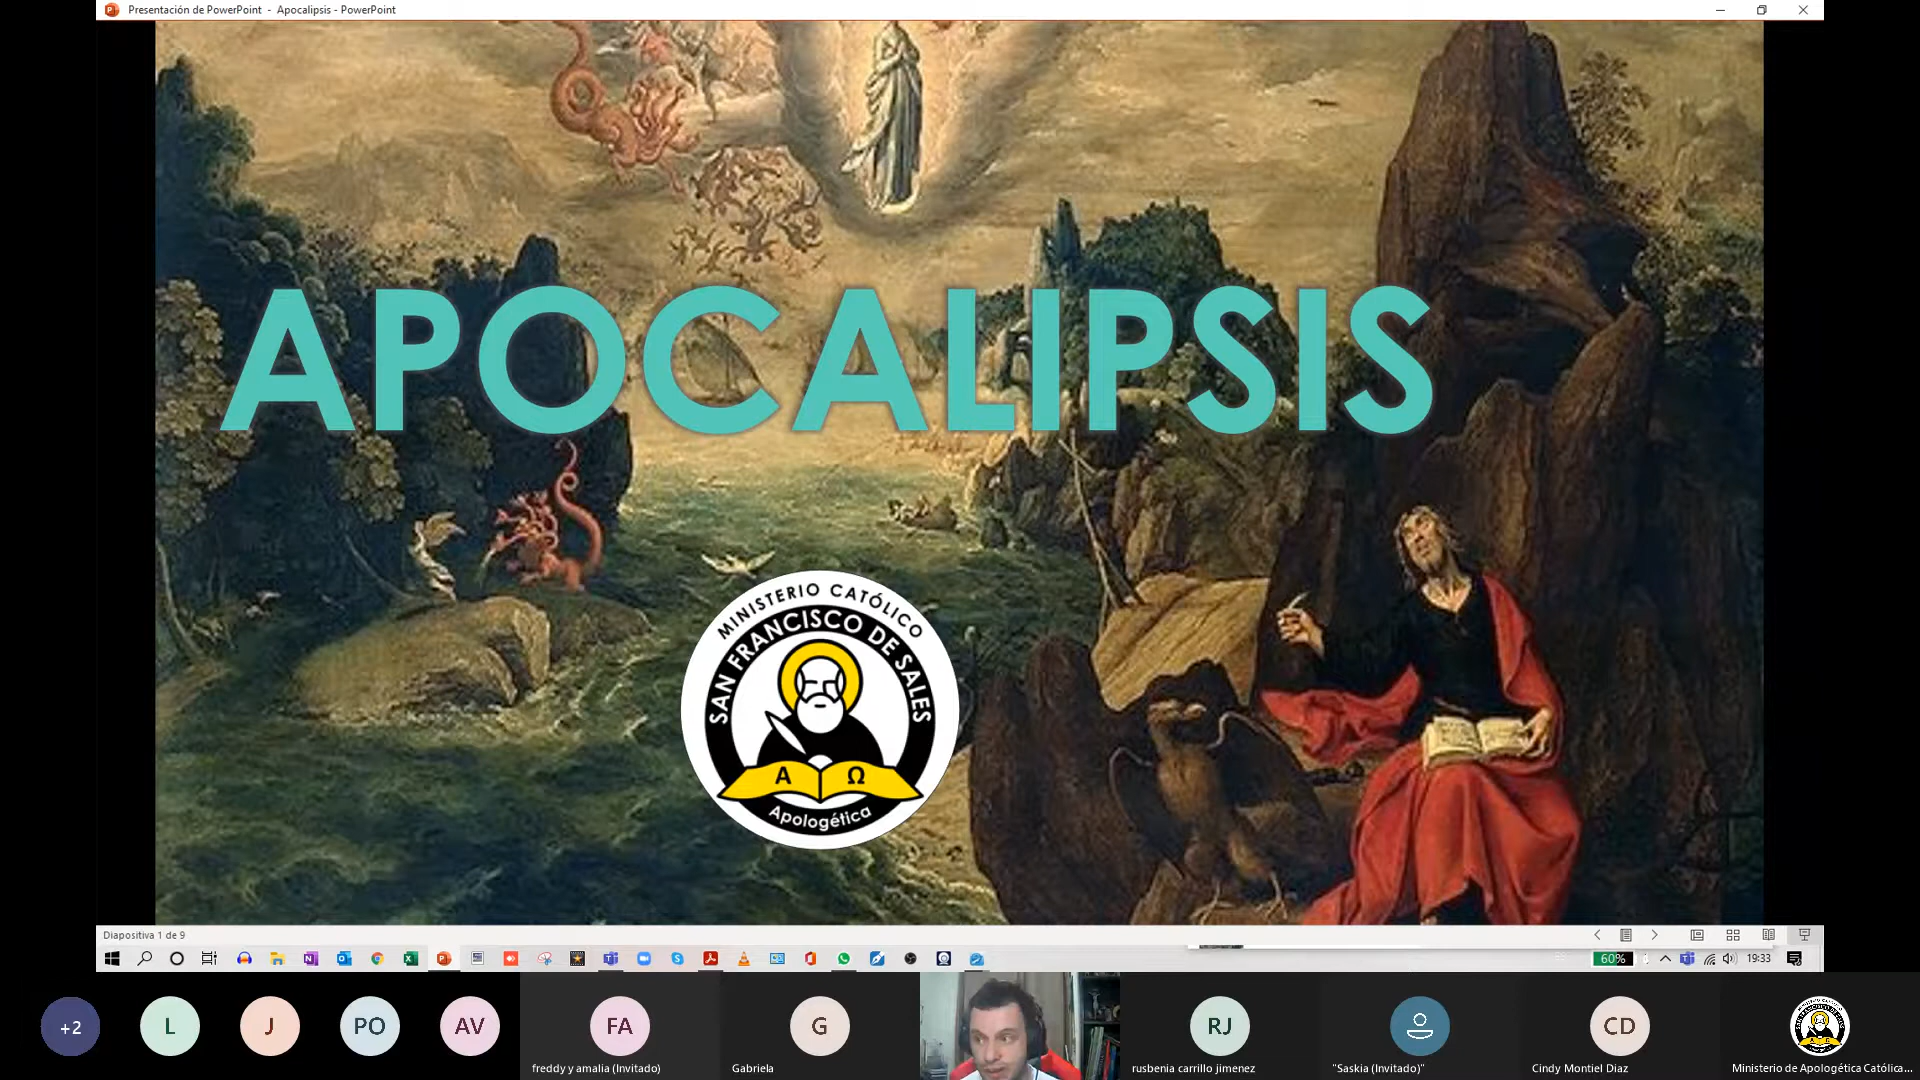 Presentación de PowerPoint - Apocalipsis - PowerPoint
APOCALIPSIS
MINISTERIO CATÓLICO
SAN FRANCISCO DE SALES
Α Ω
Apologética
Diapositiva 1 de 9
60%
19:33
+2
L
J
PO
AV
FA
G
RJ
CD
freddy y amalia (Invitado)
Gabriela
rusbenia carrillo jimenez
"Saskia (Invitado)"
Cindy Montiel Diaz
Ministerio de Apologética Católica...